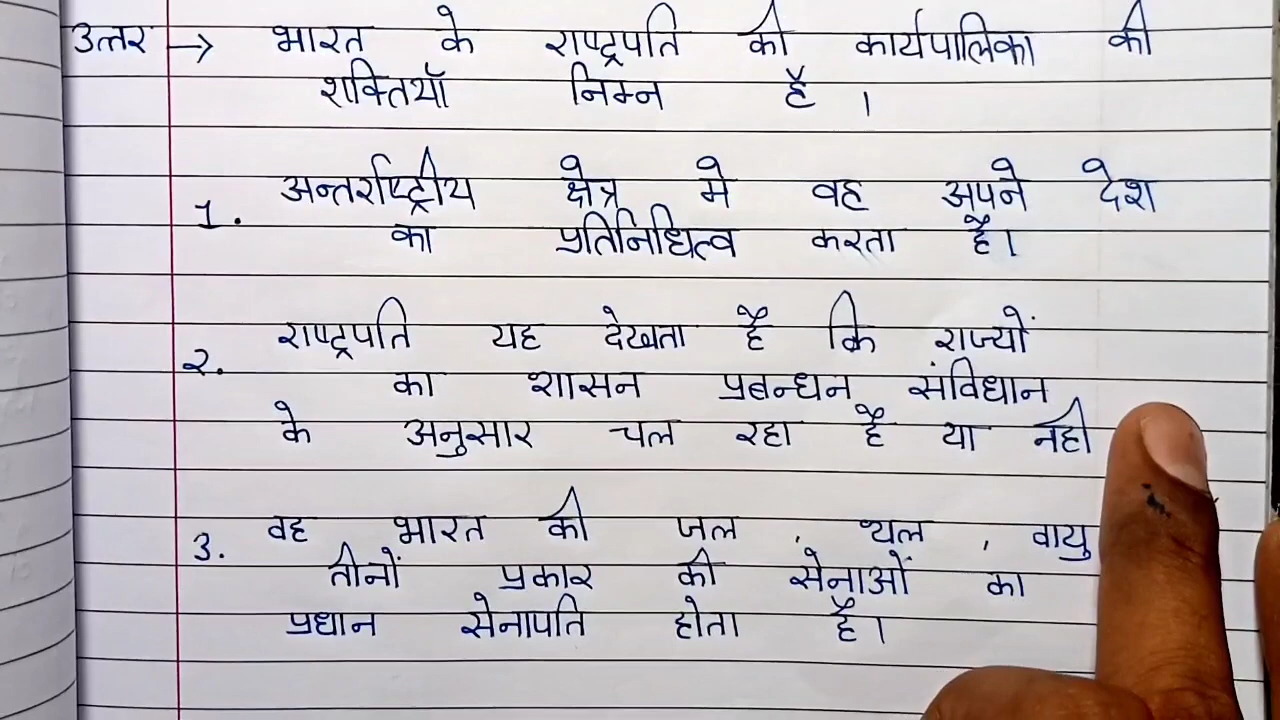 उत्तर → भारत के राष्ट्रपति की कार्यपालिका की
शक्तियाँ निम्न है ।
1. अन्तर्राष्ट्रीय क्षेत्र मे वह अपने देश
का प्रतिनिधित्व करता है।
2. राष्ट्रपति यह देखता है कि राज्यों
का शासन प्रबन्धन संविधान
के अनुसार चल रहा है या नही
3. वह भारत की जल , थल , वायु
तीनों प्रकार की सेनाओं का
प्रधान सेनापति होता है।